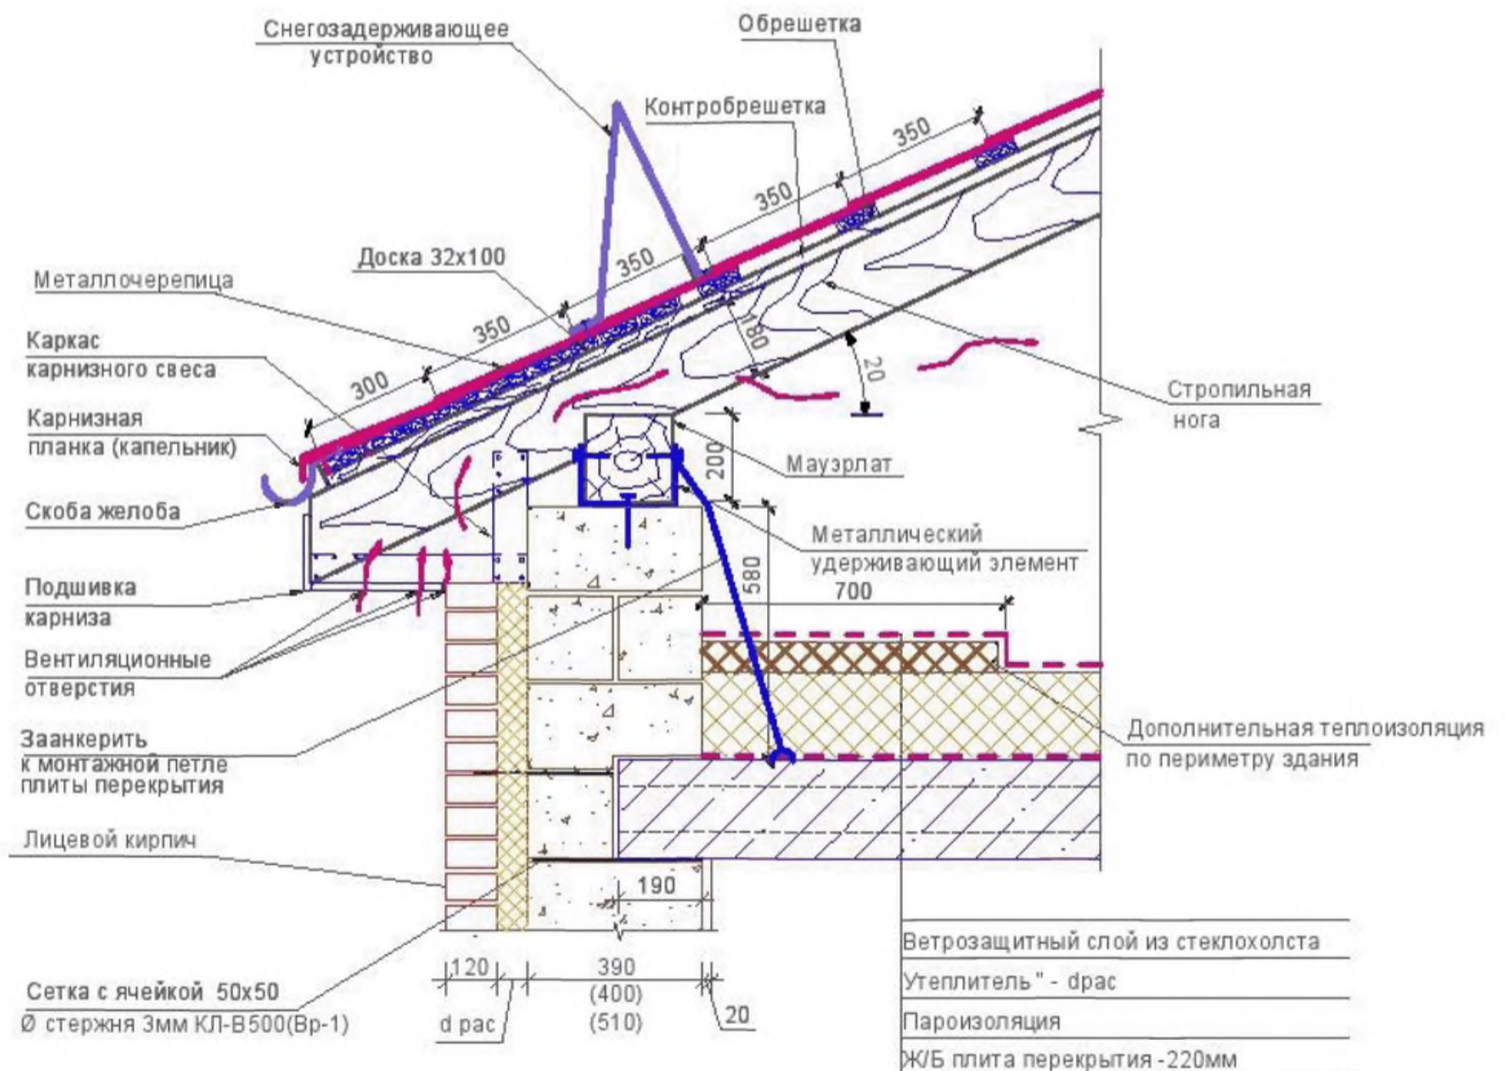 Снегозадерживающее
устройство
Обрешетка
Контробрешетка
350
350
350
350
300
Доска 32х100
Металлочерепица
Каркас
карнизного свеса
Карнизная
планка (капельник)
Скоба желоба
Подшивка
карниза
Вентиляционные
отверстия
Заанкерить
к монтажной петле
плиты перекрытия
Лицевой кирпич
Сетка с ячейкой 50х50
Ø стержня 3мм КЛ-В500(Вр-1)
180
20
Стропильная
нога
200
Мауэрлат
Металлический
удерживающий элемент
580
700
Дополнительная теплоизоляция
по периметру здания
190
120
390
(400)
(510)
d рас
20
Ветрозащитный слой из стеклохолста
Утеплитель " - dрас
Пароизоляция
Ж/Б плита перекрытия -220мм